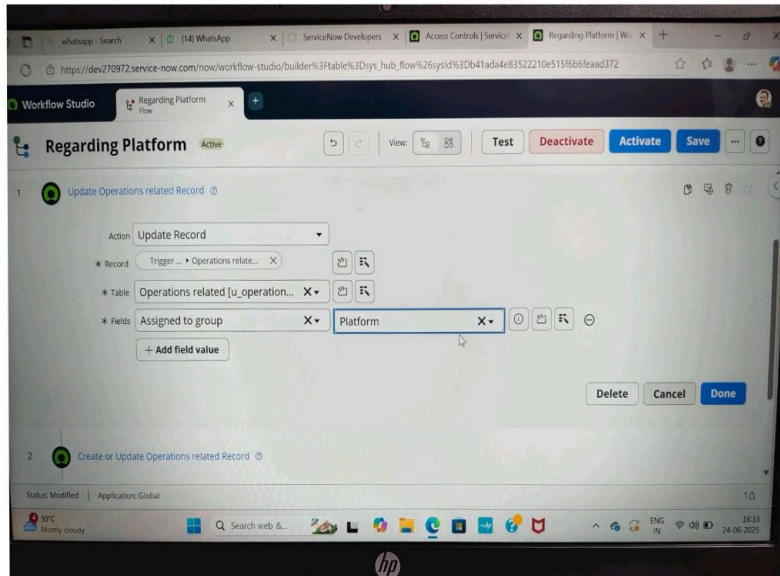 whatsapp - Search
(14) WhatsApp
ServiceNow Developers
Access Controls | Service
Regarding Platform | Wo
https://dev270972.service-now.com/now/workflow-studio/builder%3Ftable%3Dsys_hub_flow%26sysId%3Db41ada4e83522210e515f6b6feaad372
Workflow Studio
Regarding Platform
Flow
Regarding Platform Active
View:
Test
Deactivate
Activate
Save
1 Update Operations related Record
Action Update Record
* Record Trigger ... ▸ Operations relate... X
* Table Operations related [u_operation... X
* Fields Assigned to group X Platform X
+ Add field value
Delete Cancel Done
2 Create or Update Operations related Record
Status: Modified | Application: Global
30°C
Mostly cloudy
Search web &...
ENG
IN
16:33
24-06-2025
hp